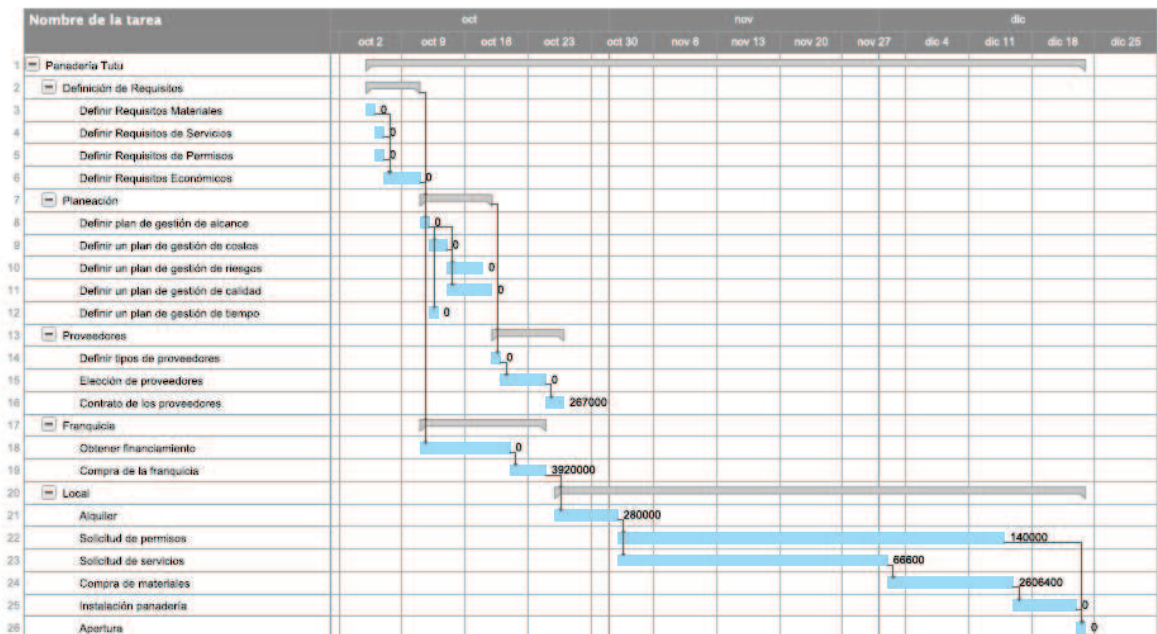 Nombre de la tarea
oct nov dic
oct 2 oct 9 oct 16 oct 23 oct 30 nov 6 nov 13 nov 20 nov 27 dic 4 dic 11 dic 18 dic 25
1 Panadería Tutu
2 Definición de Requisitos
3 Definir Requisitos Materiales 0
4 Definir Requisitos de Servicios 0
5 Definir Requisitos de Permisos 0
6 Definir Requisitos Económicos 0
7 Planeación
8 Definir plan de gestión de alcance 0
9 Definir un plan de gestión de costos 0
10 Definir un plan de gestión de riesgos 0
11 Definir un plan de gestión de calidad 0
12 Definir un plan de gestión de tiempo 0
13 Proveedores
14 Definir tipos de proveedores 0
15 Elección de proveedores 0
16 Contrato de los proveedores 267000
17 Franquicia
18 Obtener financiamiento 0
19 Compra de la franquicia 3920000
20 Local
21 Alquiler 280000
22 Solicitud de permisos 140000
23 Solicitud de servicios 66600
24 Compra de materiales 2606400
25 Instalación panadería 0
26 Apertura 0